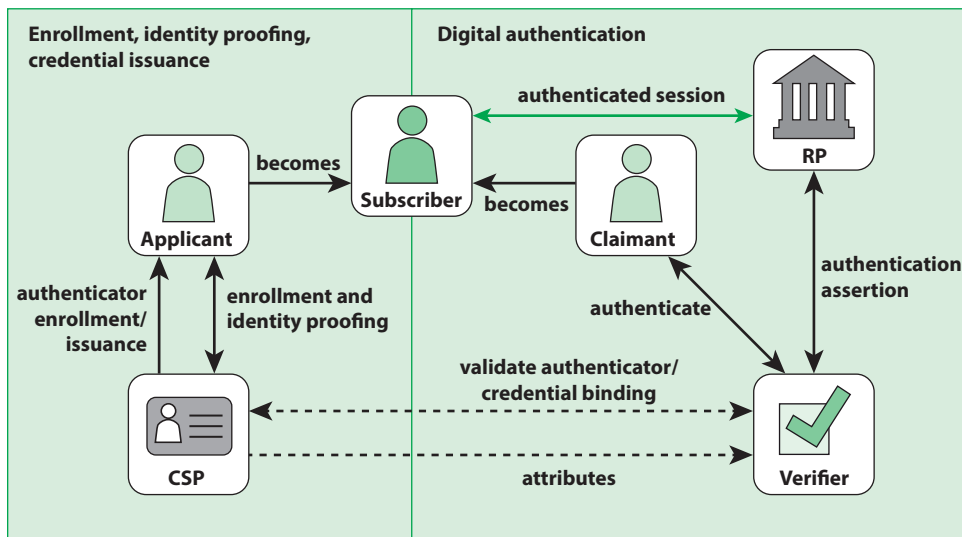 Enrollment, identity proofing,
credential issuance
Digital authentication
authenticated session
RP
becomes
Subscriber
becomes
Applicant
Claimant
authenticator
enrollment/
issuance
enrollment and
identity proofing
authenticate
authentication
assertion
validate authenticator/
credential binding
CSP
attributes
Verifier